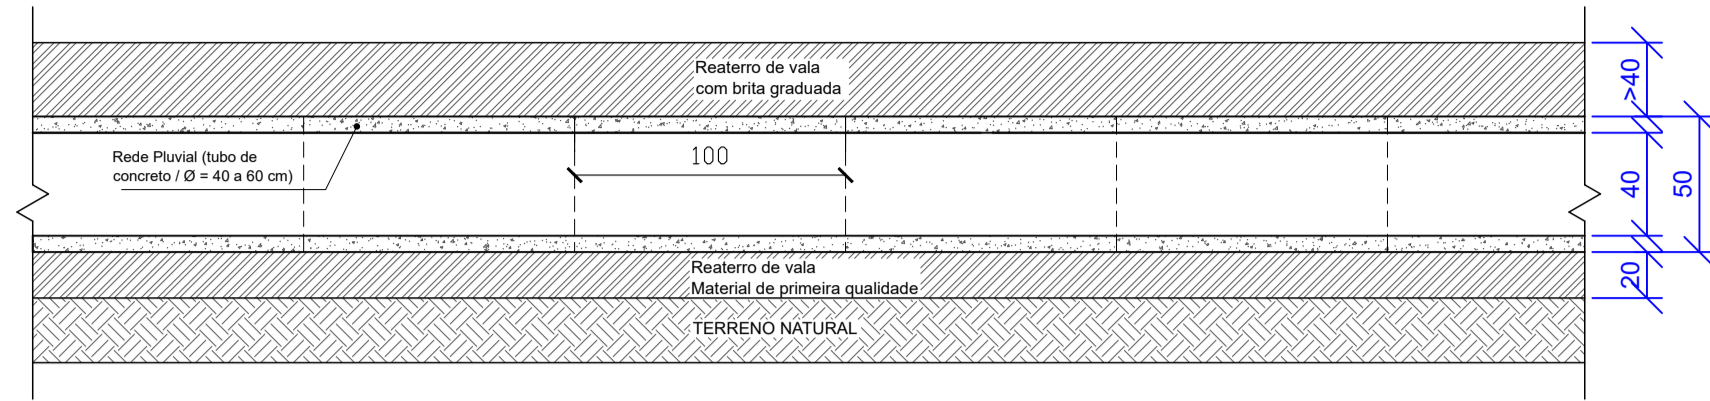 Reaterro de vala
com brita graduada
>40
Rede Pluvial (tubo de
concreto / Ø = 40 a 60 cm)
100
40
50
Reaterro de vala
Material de primeira qualidade
20
TERRENO NATURAL